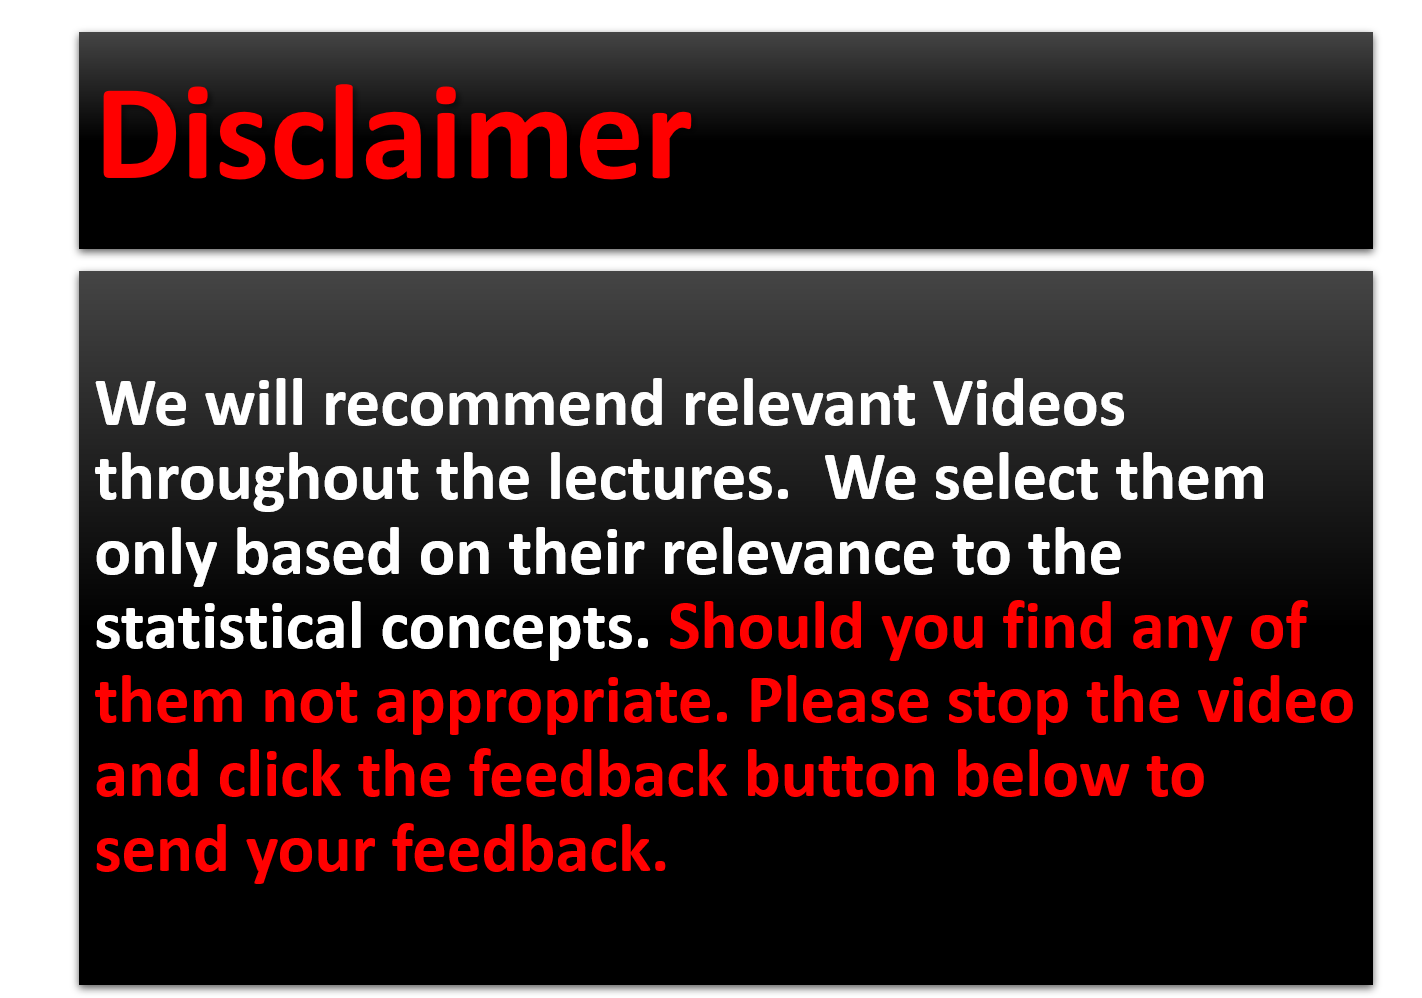 Disclaimer
We will recommend relevant Videos
throughout the lectures.  We select them
only based on their relevance to the
statistical concepts. Should you find any of
them not appropriate. Please stop the video
and click the feedback button below to
send your feedback.